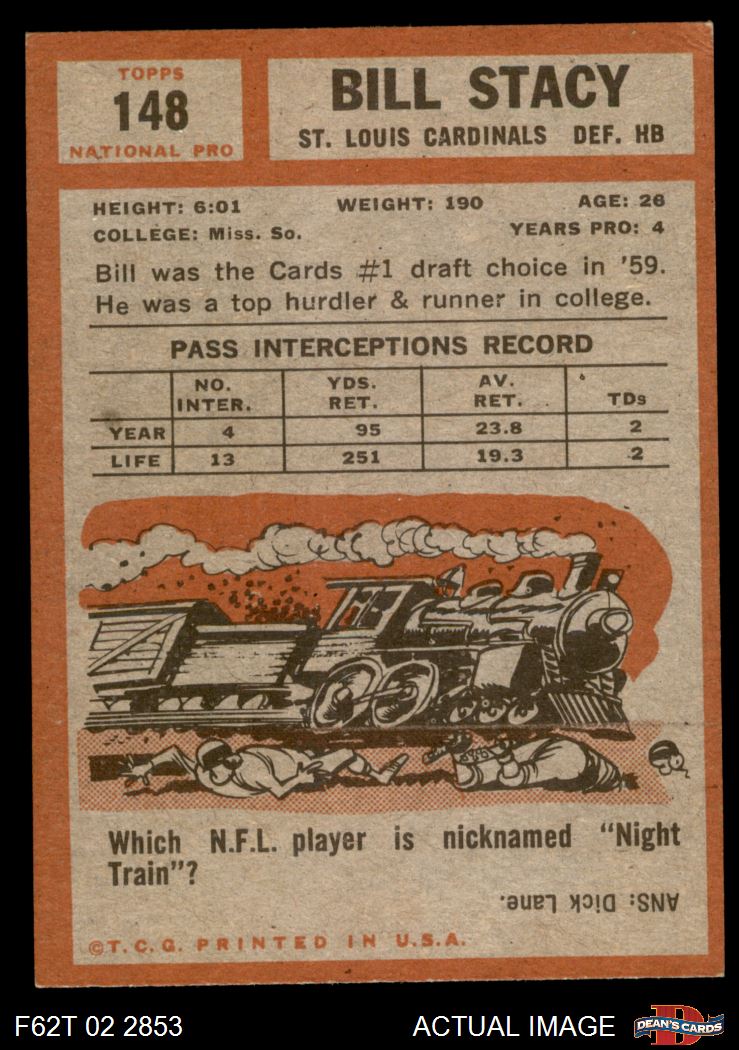 TOPPS
148
NATIONAL PRO
BILL STACY
ST. LOUIS CARDINALS DEF. HB
HEIGHT: 6:01 WEIGHT: 190 AGE: 26
COLLEGE: Miss. So. YEARS PRO: 4
Bill was the Cards #1 draft choice in '59.
He was a top hurdler & runner in college.
PASS INTERCEPTIONS RECORD
NO. INTER. YDS. RET. AV. RET. TDs
YEAR 4 95 23.8 2
LIFE 13 251 19.3 2
Which N.F.L. player is nicknamed "Night
Train"?
ANS: Dick Lane.
©T.C.G. PRINTED IN U.S.A.
F62T 02 2853 ACTUAL IMAGE D DEAN'S CARDS